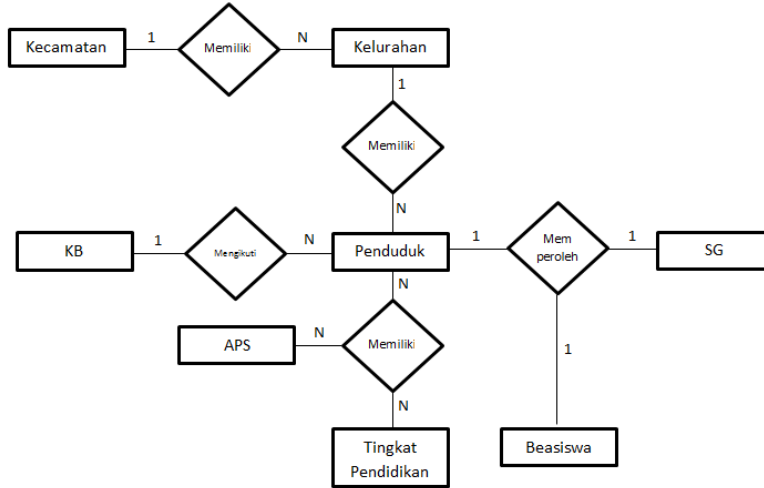 Kecamatan 1 Memiliki N Kelurahan
1
Memiliki
N
KB 1 Mengikuti N Penduduk 1 Mem
peroleh 1 SG
N
APS N Memiliki
1
N
Tingkat
Pendidikan
Beasiswa